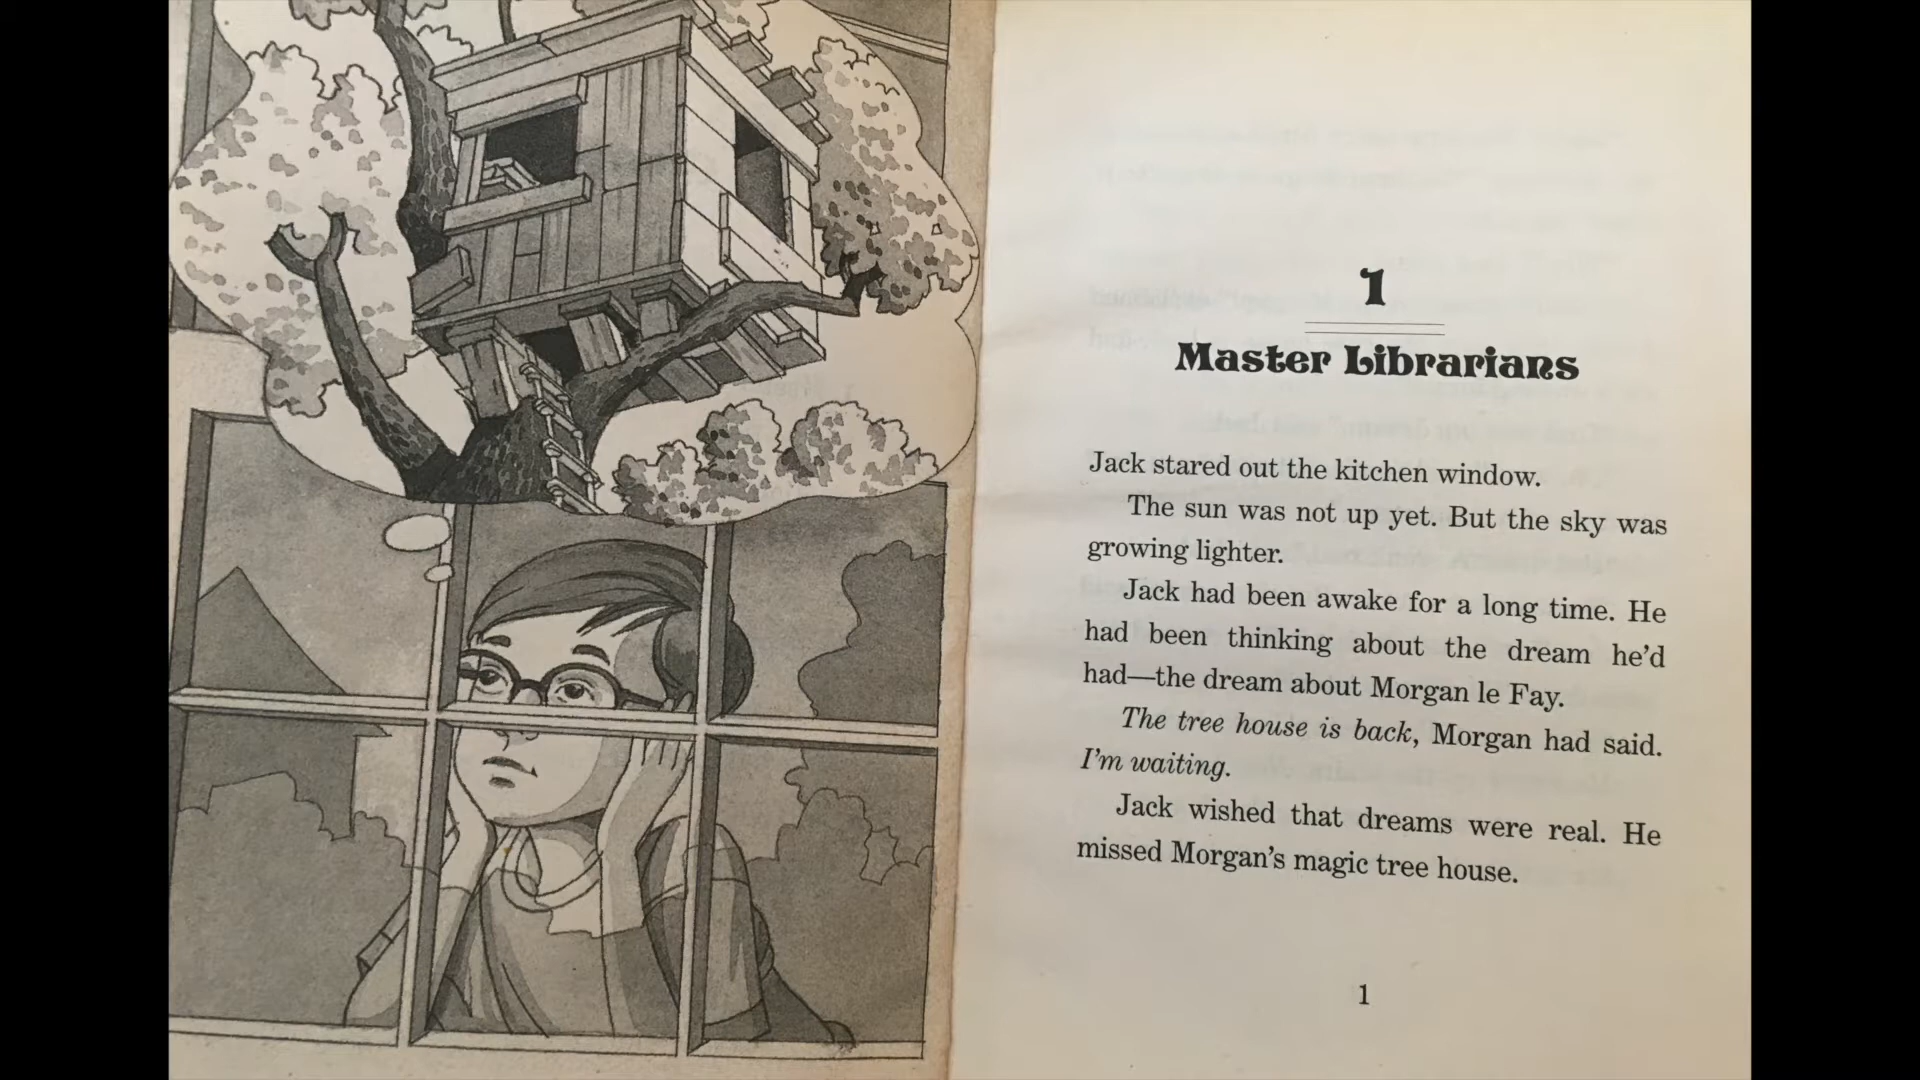 1
Master Librarians
Jack stared out the kitchen window.
The sun was not up yet. But the sky was
growing lighter.
Jack had been awake for a long time. He
had been thinking about the dream he’d
had—the dream about Morgan le Fay.
The tree house is back, Morgan had said.
I’m waiting.
Jack wished that dreams were real. He
missed Morgan’s magic tree house.
1